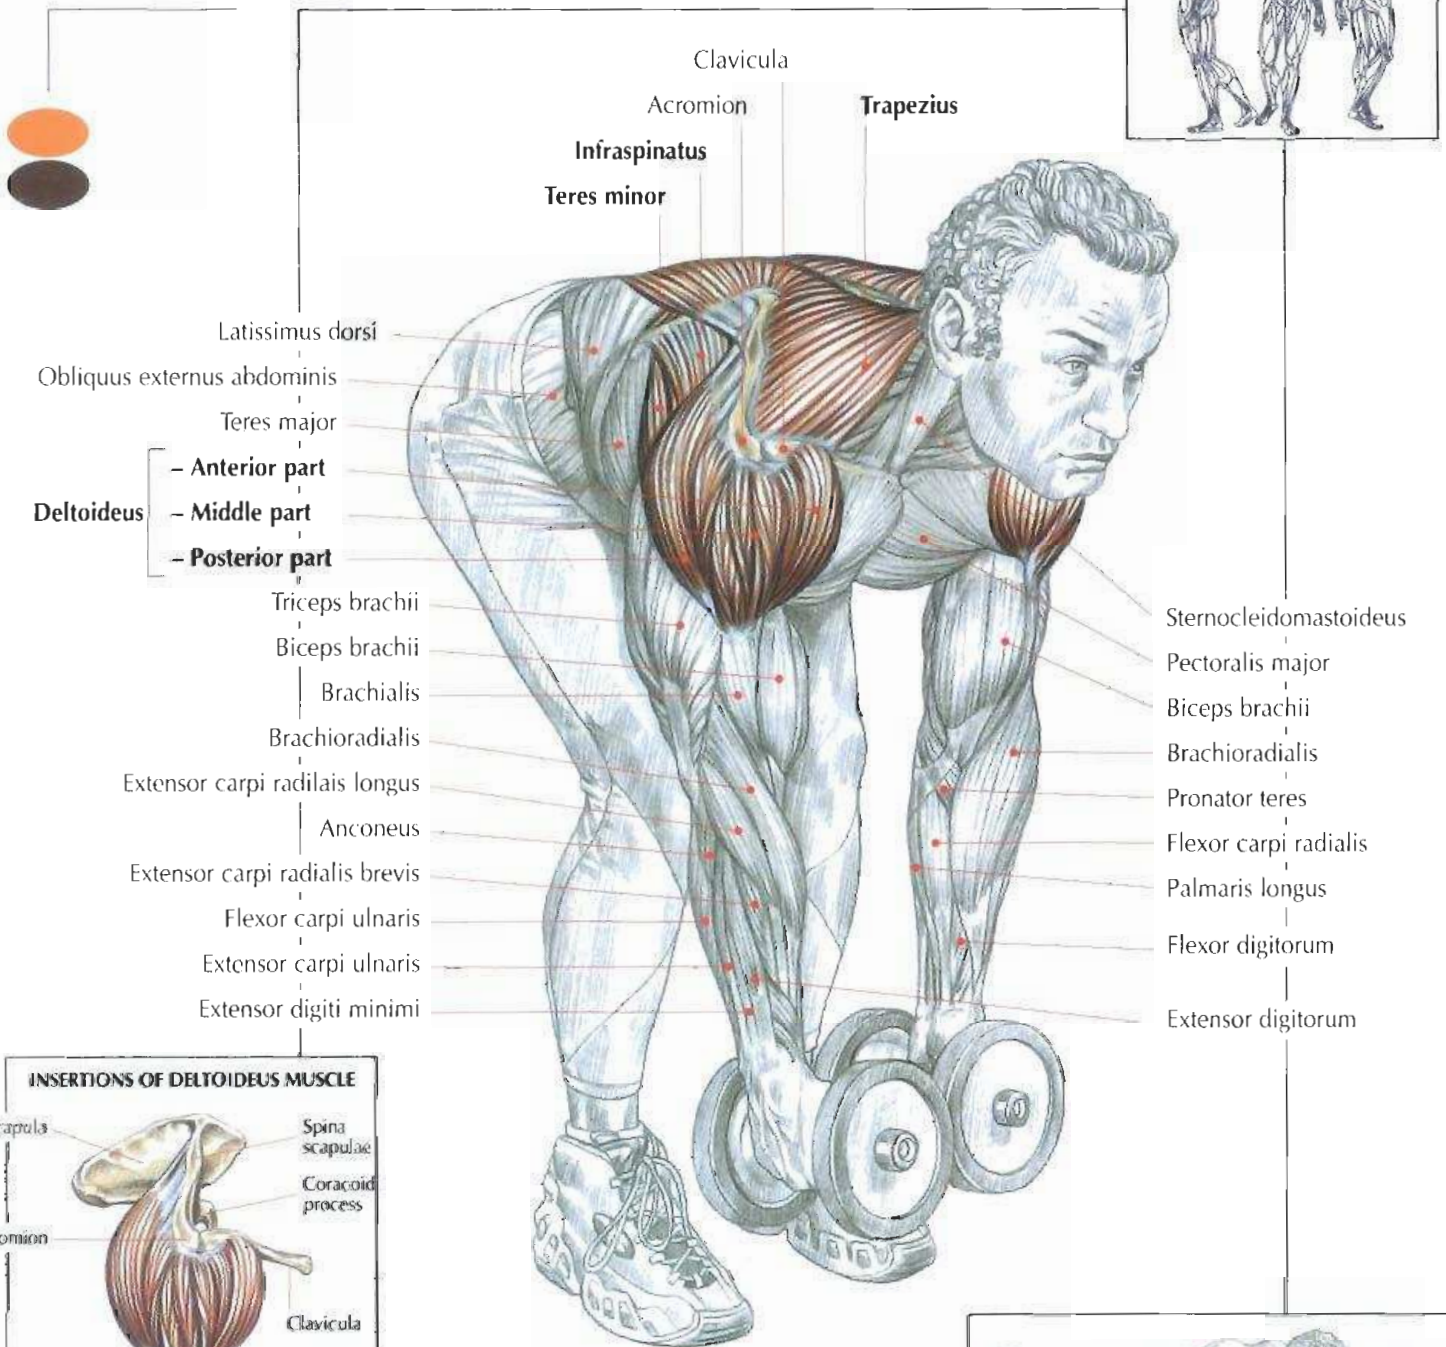 Clavicula
Acromion
Trapezius
Infraspinatus
Teres minor
Latissimus dorsi
Obliquus externus abdominis
Teres major
Deltoideus
– Anterior part
– Middle part
– Posterior part
Triceps brachii
Biceps brachii
Brachialis
Brachioradialis
Extensor carpi radilais longus
Anconeus
Extensor carpi radialis brevis
Flexor carpi ulnaris
Extensor carpi ulnaris
Extensor digiti minimi
Sternocleidomastoideus
Pectoralis major
Biceps brachii
Brachioradialis
Pronator teres
Flexor carpi radialis
Palmaris longus
Flexor digitorum
Extensor digitorum
INSERTIONS OF DELTOIDEUS MUSCLE
apula
Spina
scapulae
Coracoid
process
omion
Clavicula